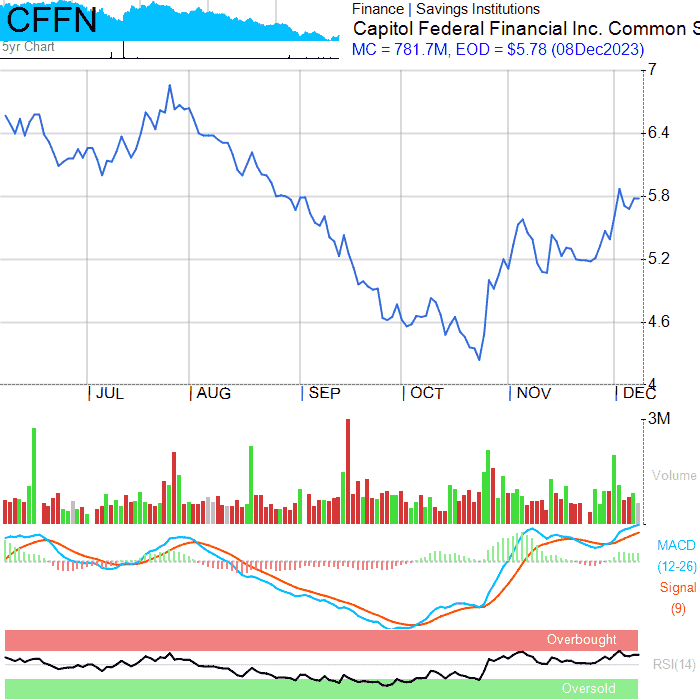 CFFN
5yr Chart
Finance | Savings Institutions
Capitol Federal Financial Inc. Common S
MC = 781.7M, EOD = $5.78 (08Dec2023)
7
6.4
5.8
5.2
4.6
4
JUL AUG SEP OCT NOV DEC
3M
Volume
MACD
(12-26)
Signal
(9)
Overbought
RSI(14)
Oversold